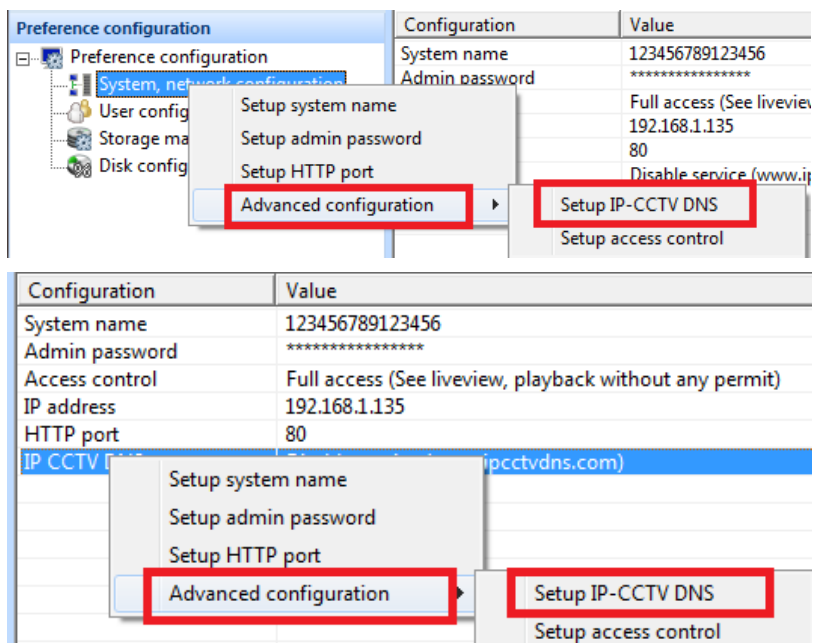 Preference configuration
Configuration Value
Preference configuration
System name 123456789123456
System, network configuration
Admin password ****************
User config
Setup system name
Full access (See liveview
Storage ma
Setup admin password
192.168.1.135
Disk config
Setup HTTP port
80
Disable service (www.ip
Advanced configuration
Setup IP-CCTV DNS
Setup access control
Configuration Value
System name 123456789123456
Admin password ****************
Access control Full access (See liveview, playback without any permit)
IP address 192.168.1.135
HTTP port 80
IP CCTV ipcctvdns.com)
Setup system name
Setup admin password
Setup HTTP port
Advanced configuration
Setup IP-CCTV DNS
Setup access control